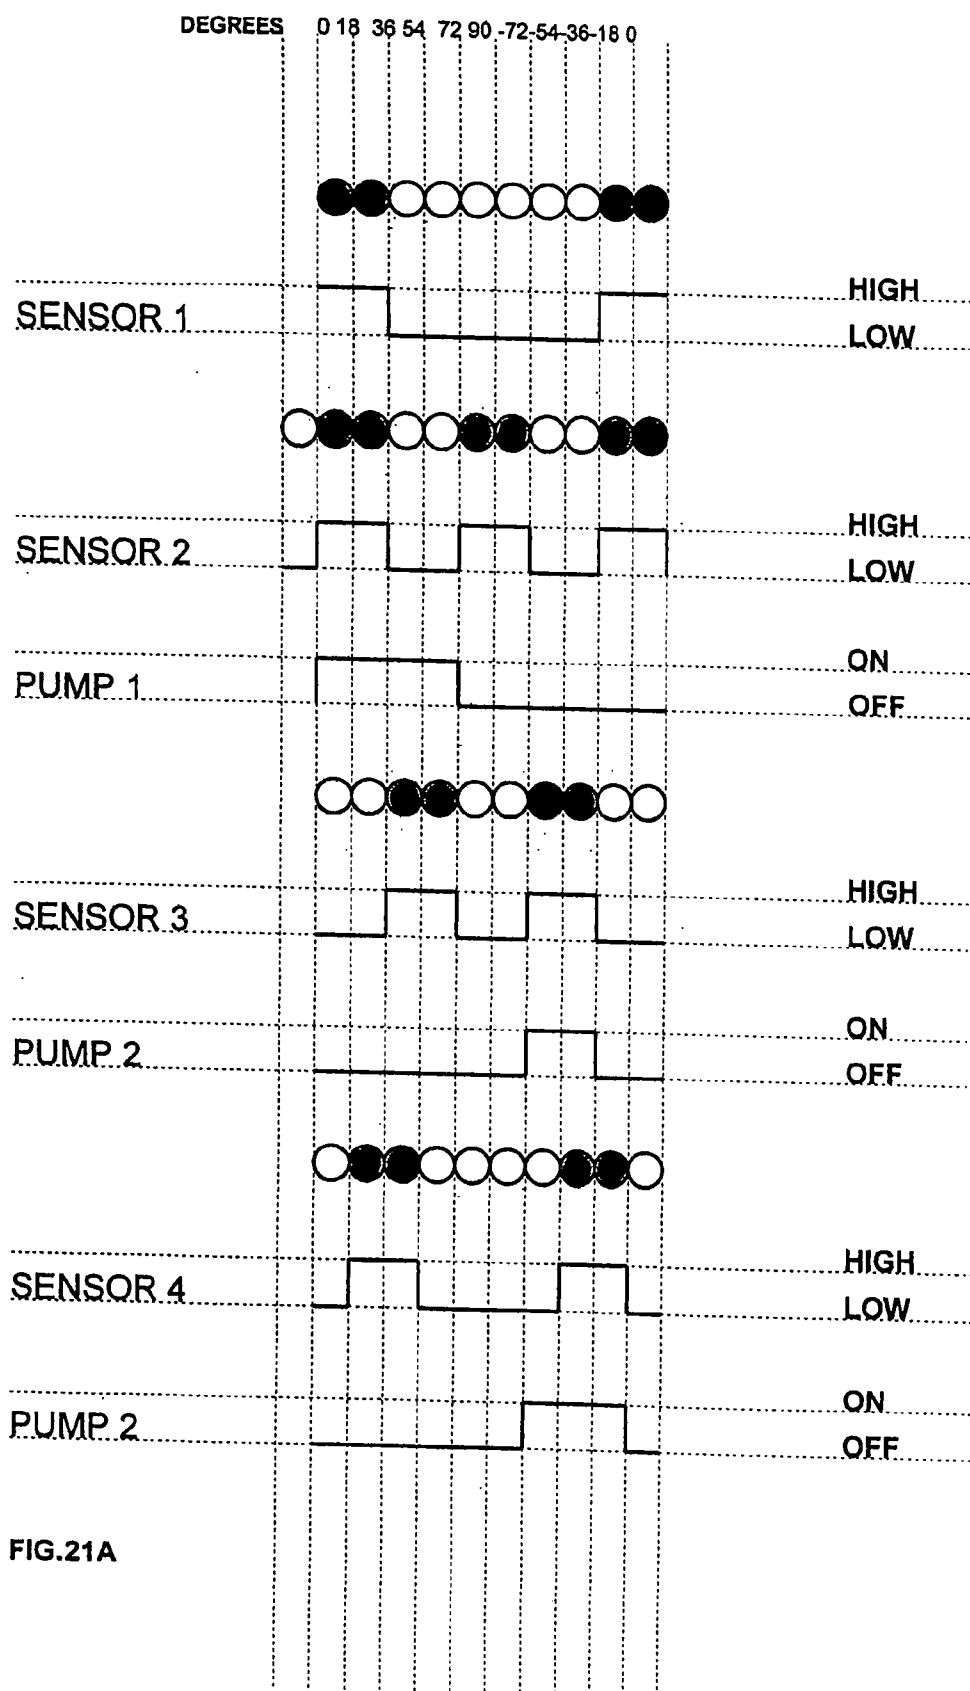 DEGREES 0 18 36 54 72 90 -72-54-36-18 0
HIGH
SENSOR 1
LOW
HIGH
SENSOR 2
LOW
ON
PUMP 1
OFF
HIGH
SENSOR 3
LOW
ON
PUMP 2
OFF
HIGH
SENSOR 4
LOW
ON
PUMP 2
OFF
FIG.21A